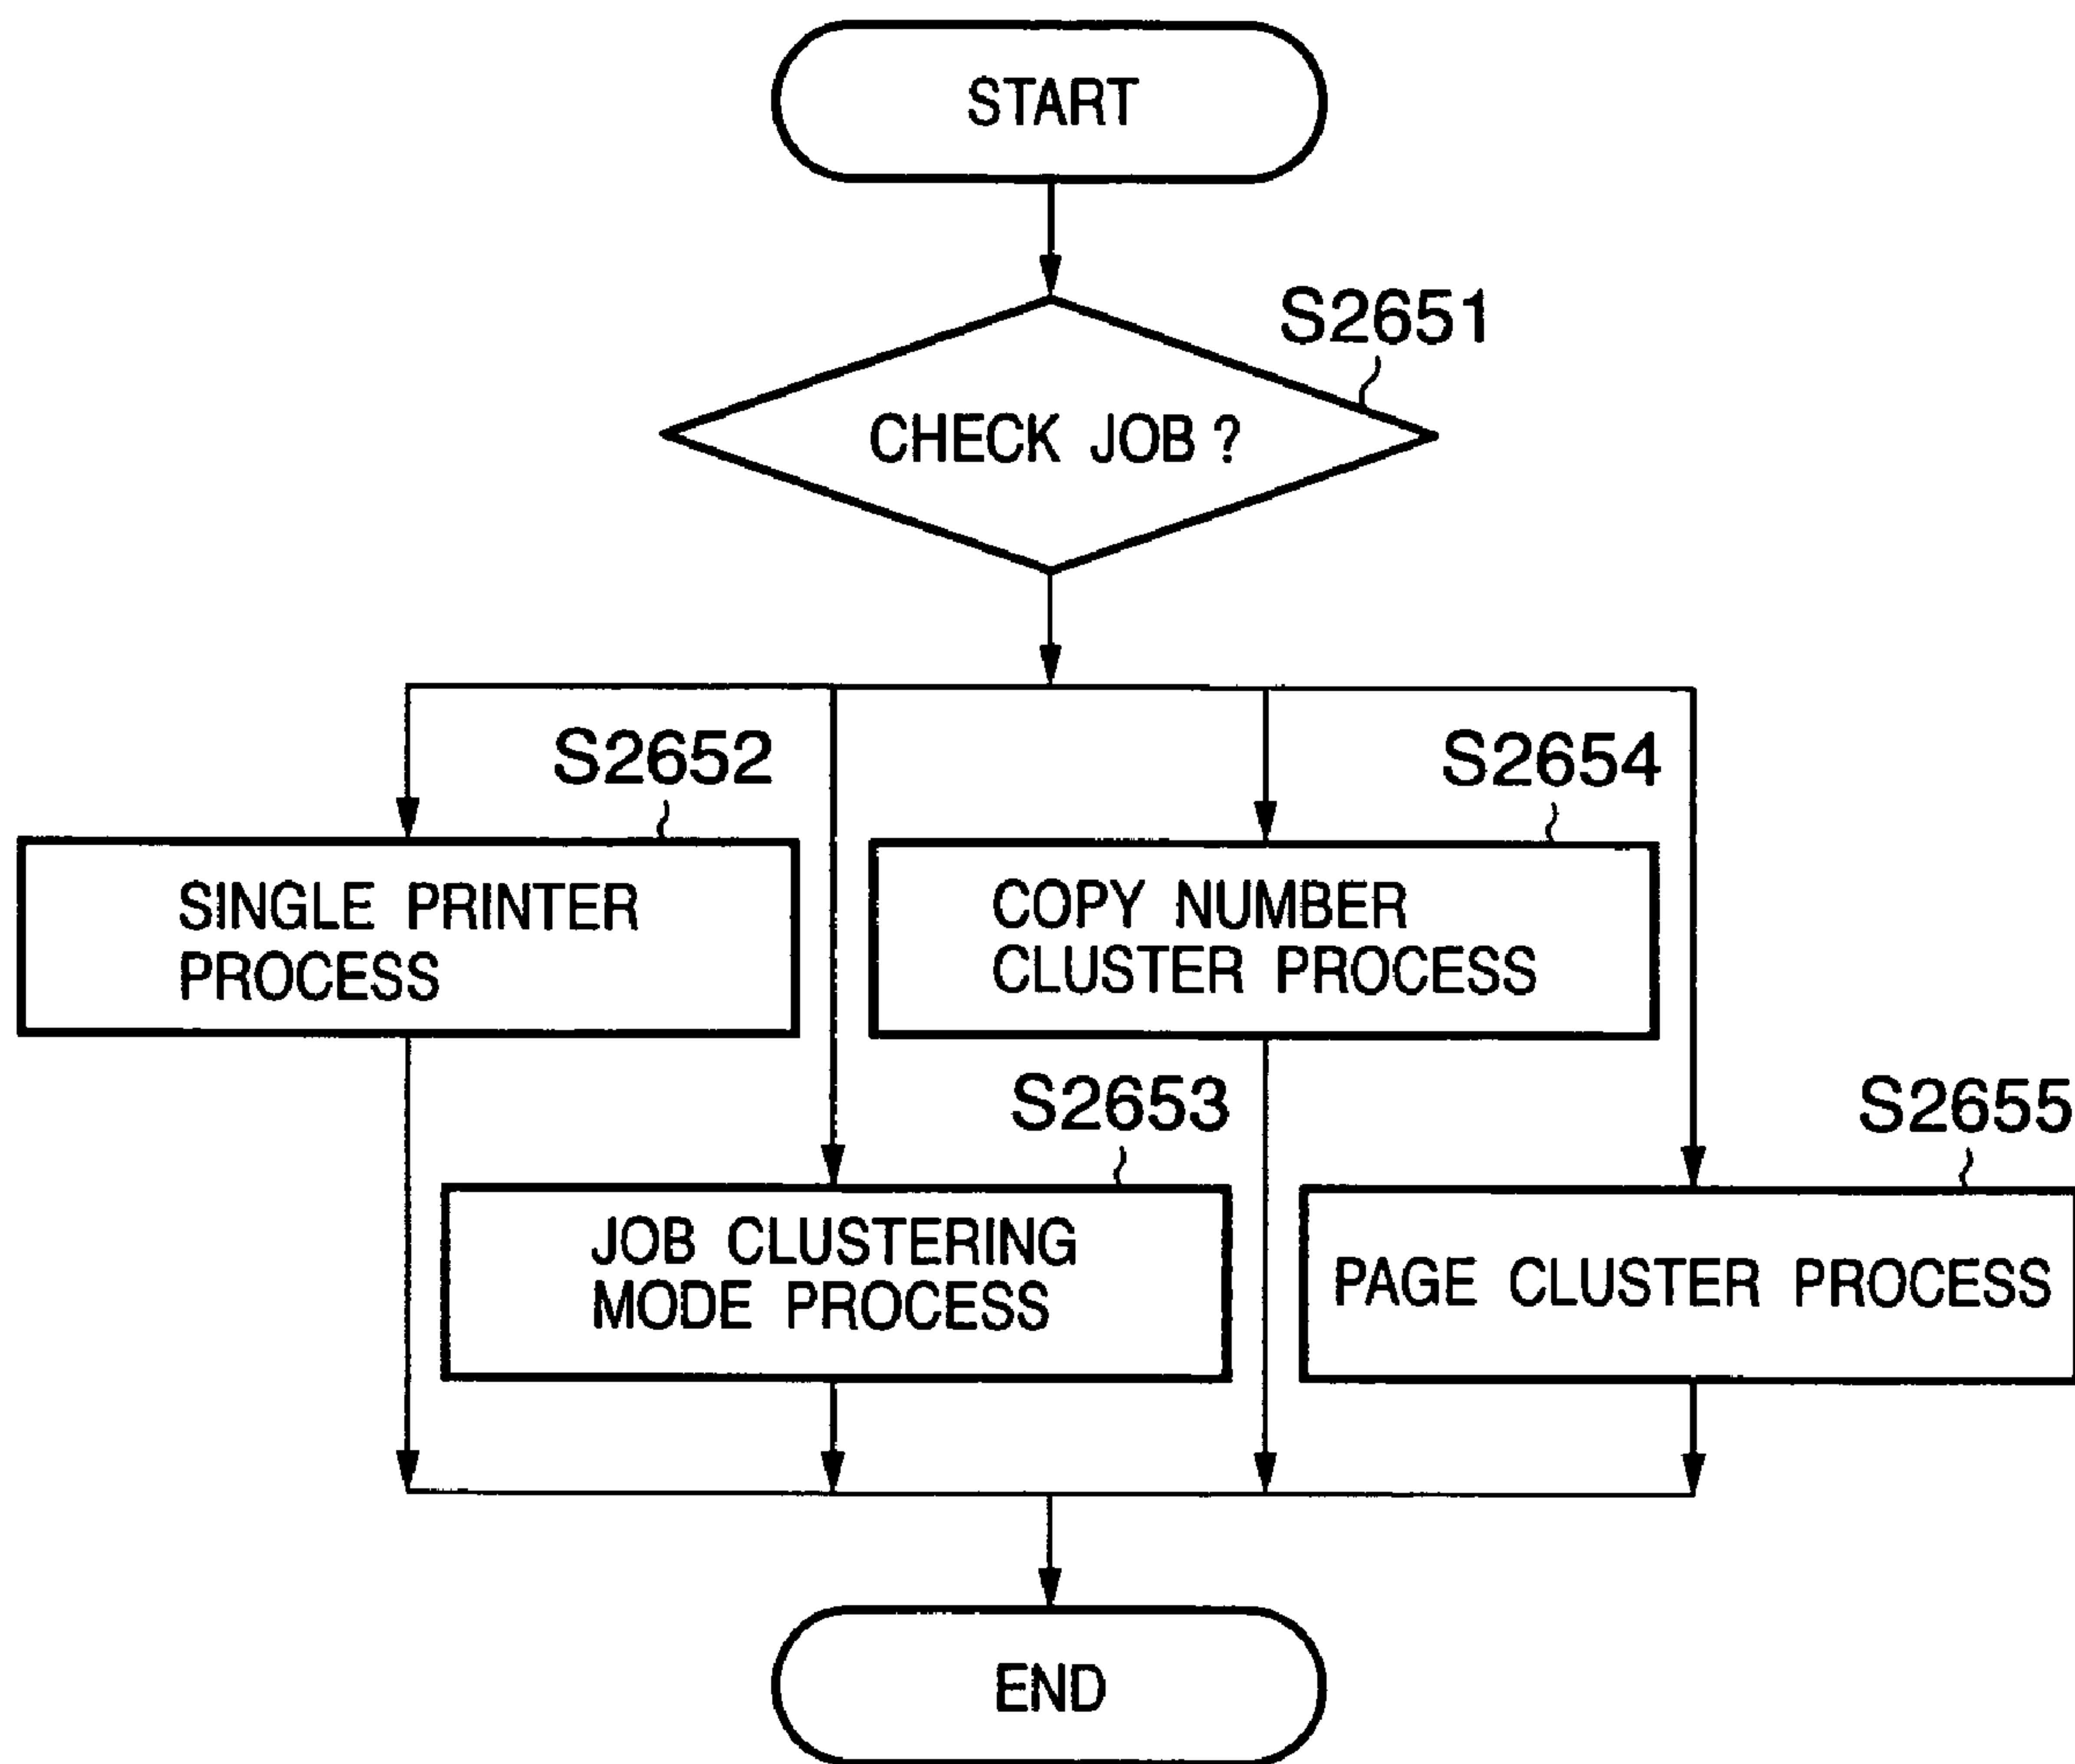 START
S2651
CHECK JOB ?
S2652
S2654
SINGLE PRINTER
PROCESS
COPY NUMBER
CLUSTER PROCESS
S2653
S2655
JOB CLUSTERING
MODE PROCESS
PAGE CLUSTER PROCESS
END